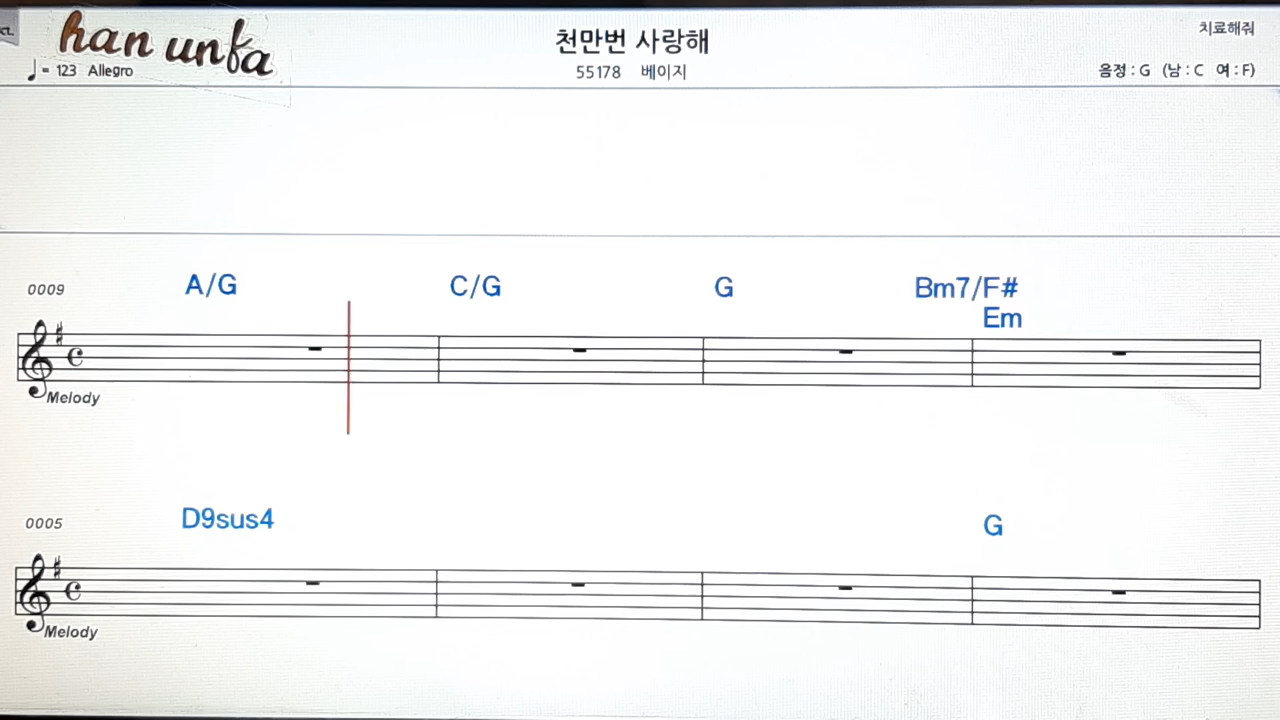 CT.
han unfa
♩= 123 Allegro
천만번 사랑해
55178 베이지
치료해줘
음정 : G (남 : C 여 : F)
0009
A/G
C/G
G
Bm7/F#
Em
Melody
0005
D9sus4
G
Melody